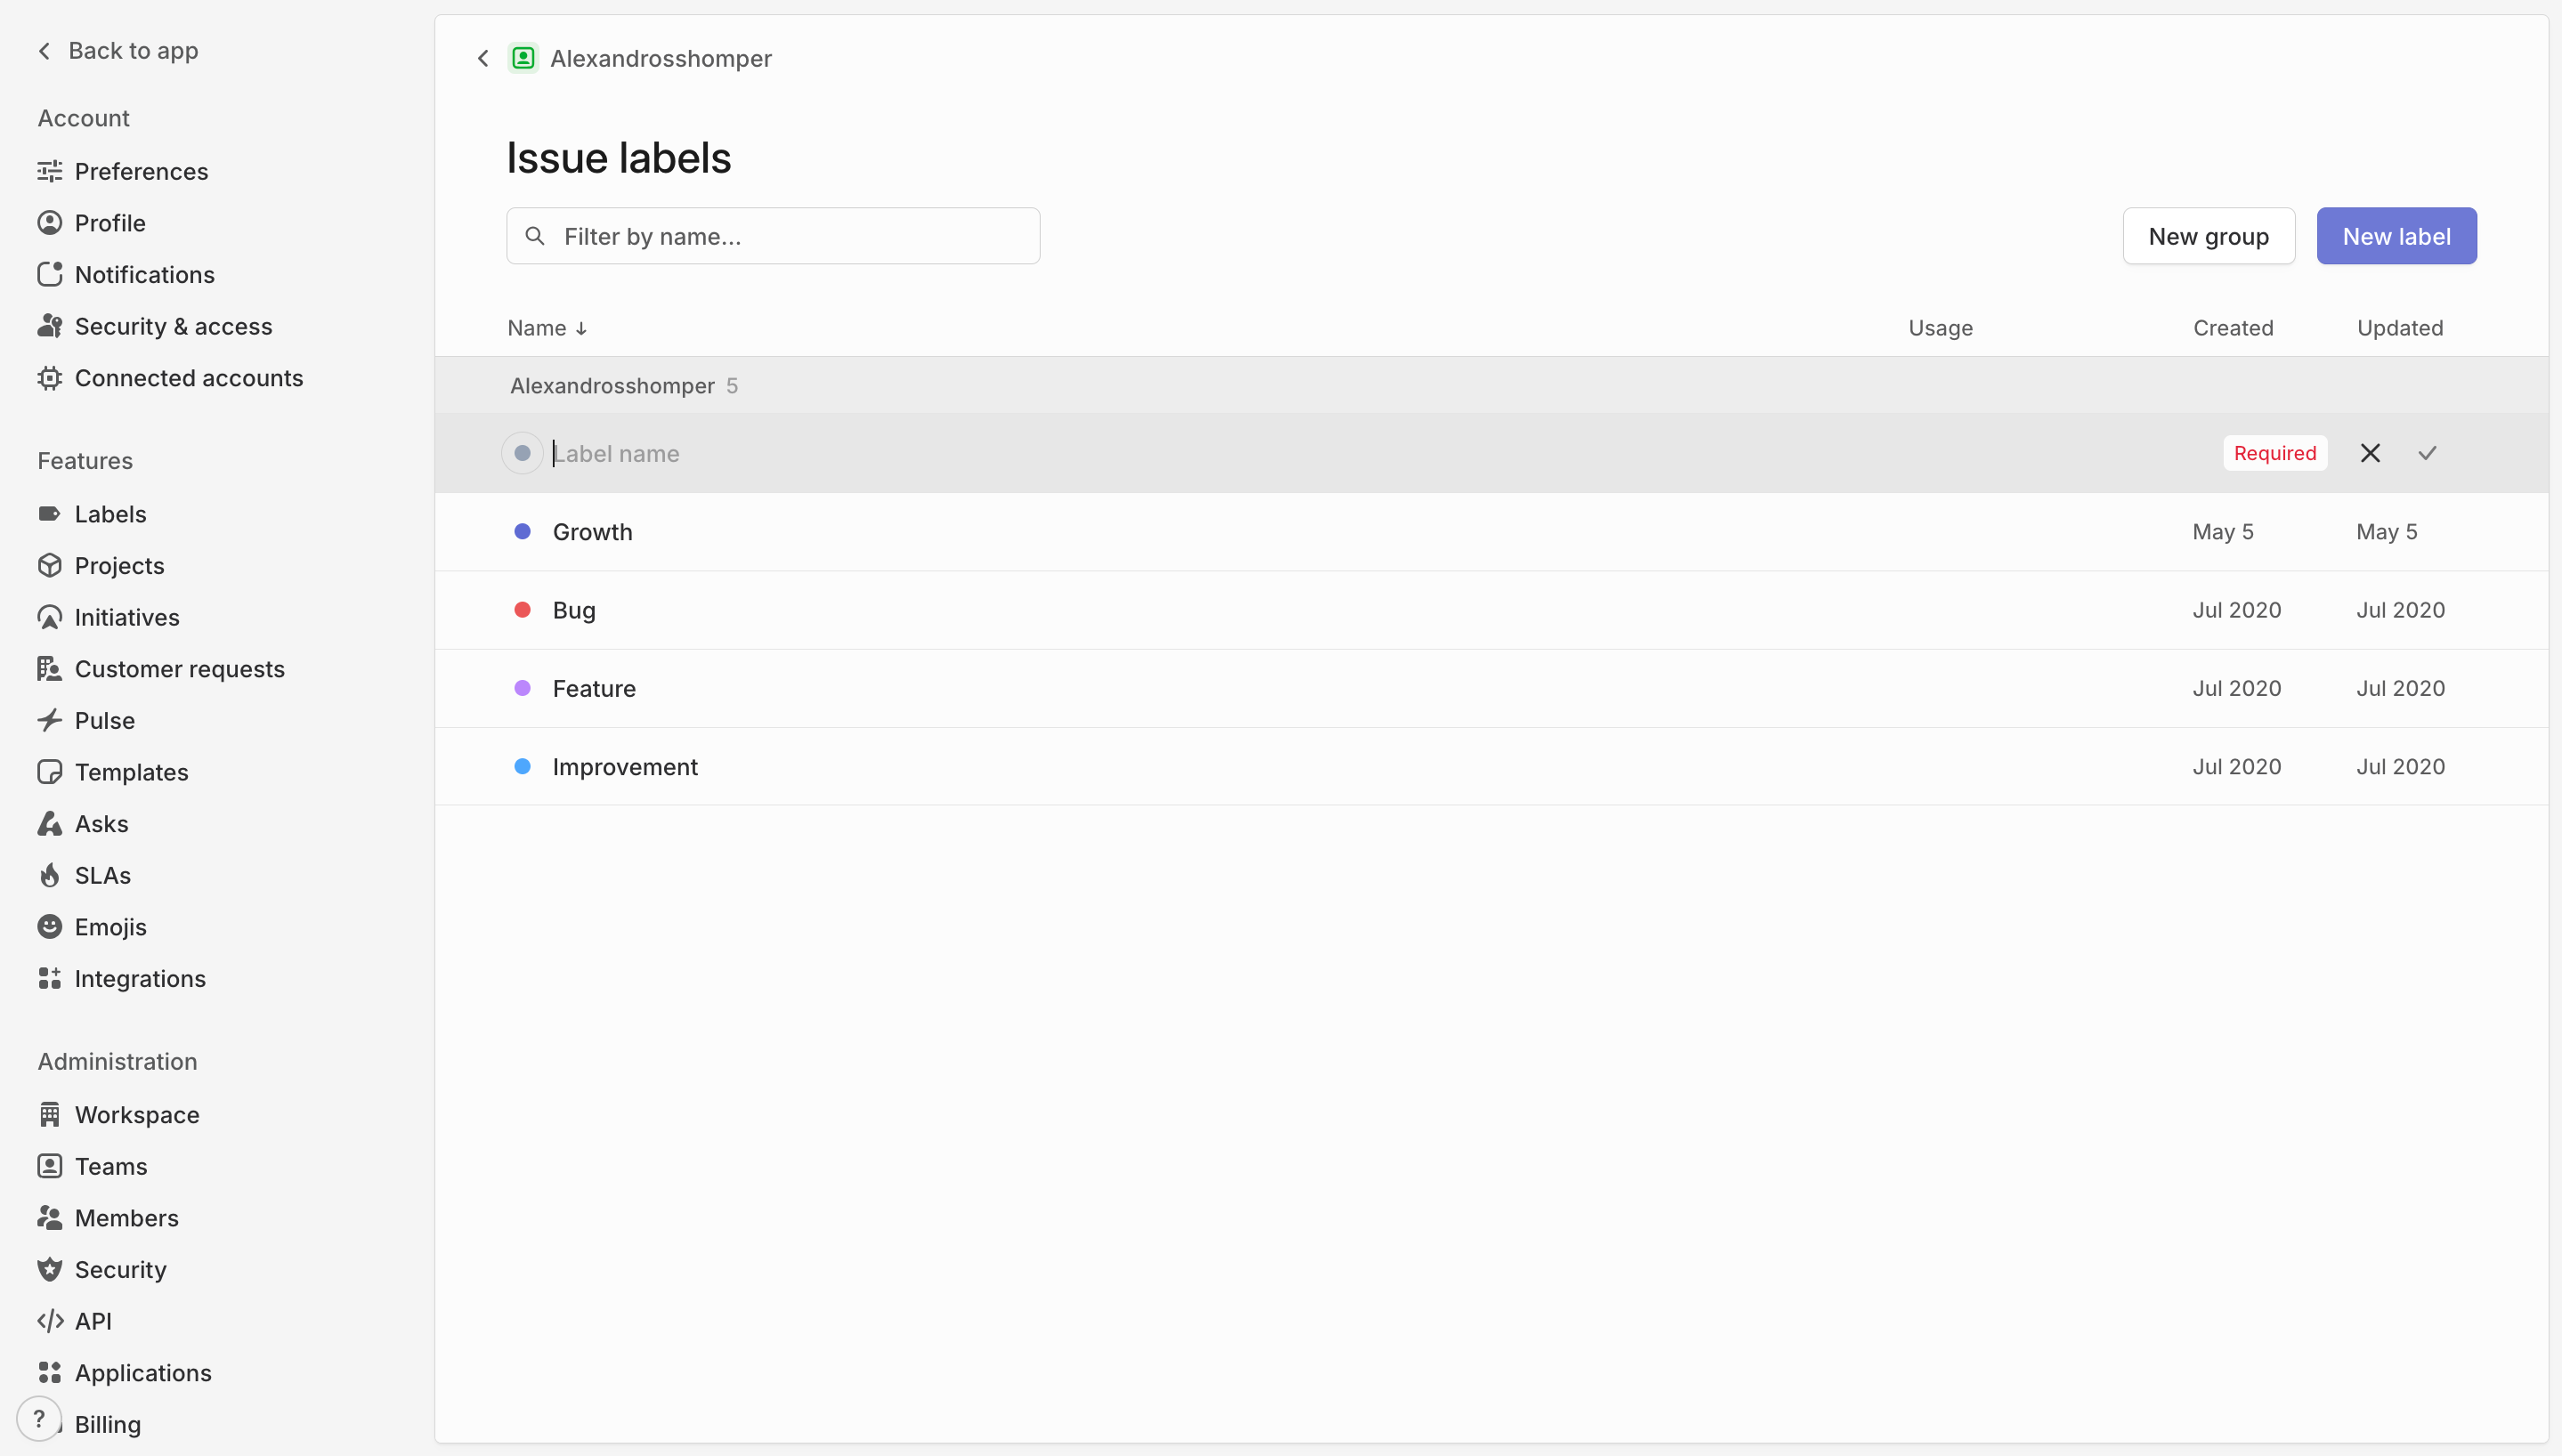 Back to app
Account
Preferences
Profile
Notifications
Security & access
Connected accounts
Features
Labels
Projects
Initiatives
Customer requests
Pulse
Templates
Asks
SLAs
Emojis
Integrations
Administration
Workspace
Teams
Members
Security
API
Applications
? Billing
Alexandrosshomper
Issue labels
Filter by name...
New group
New label
Name Usage Created Updated
Alexandrosshomper 5
Label name Required
Growth May 5 May 5
Bug Jul 2020 Jul 2020
Feature Jul 2020 Jul 2020
Improvement Jul 2020 Jul 2020